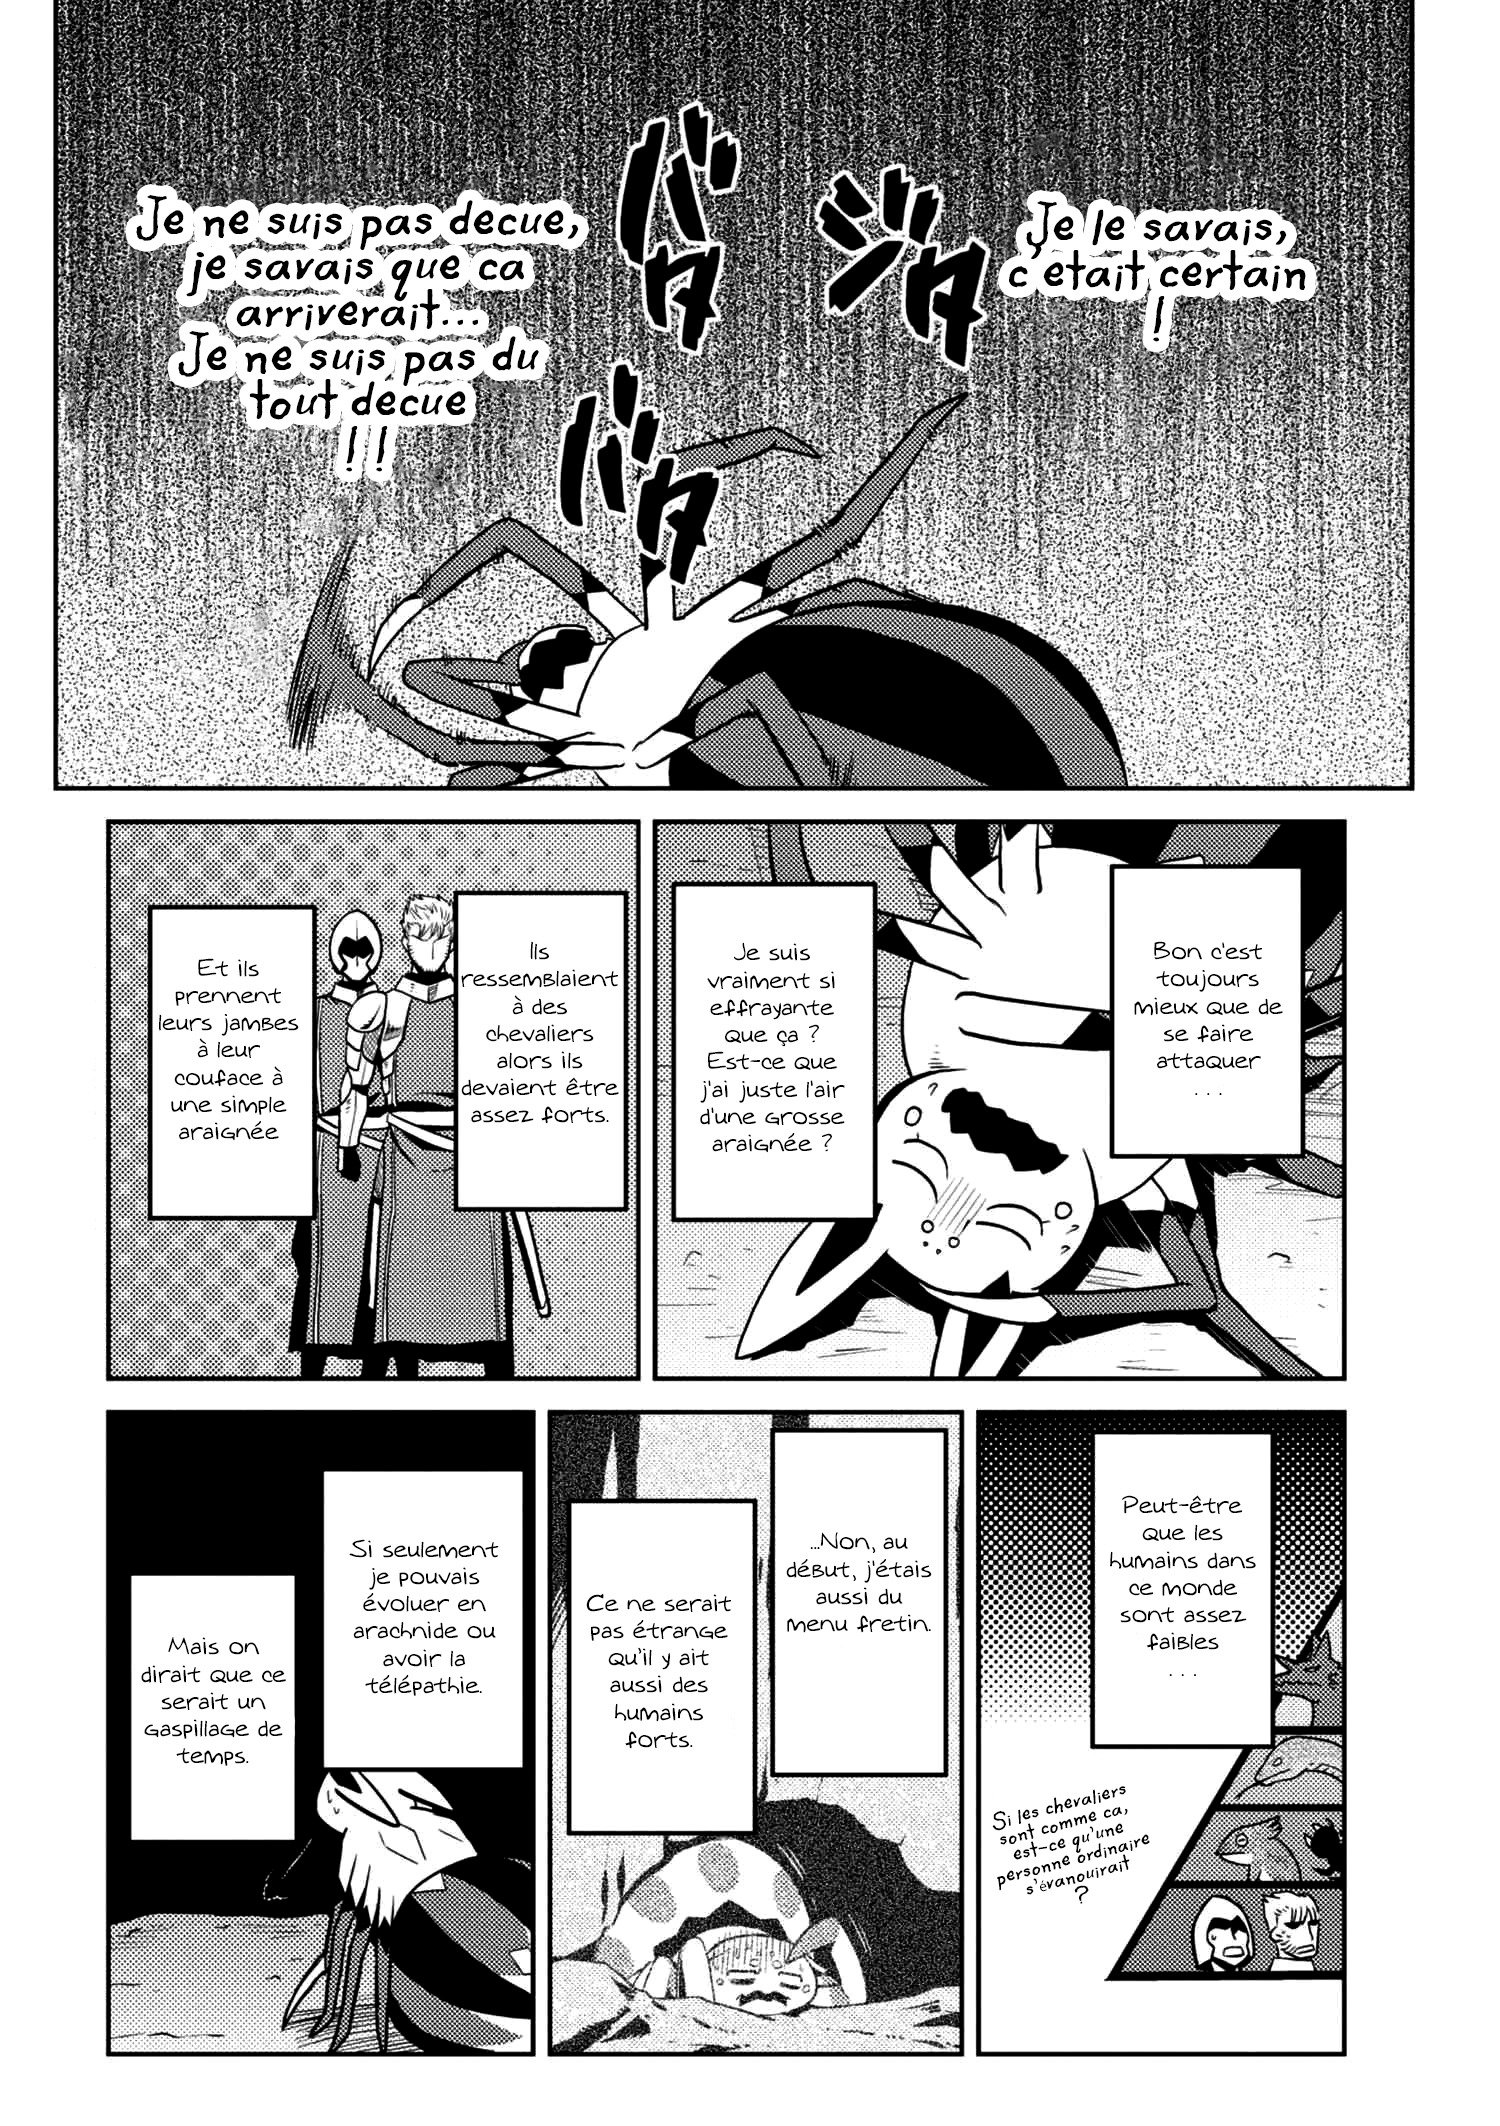 Je le savais,
c'etait certain
!
ジタ
バタ
ジタ
Je ne suis pas decue,
je savais que ca
arriverait...
Je ne suis pas du
tout decue
!!
Bon c'est
toujours
mieux que de
se faire
attaquer
...
Je suis
vraiment si
effrayante
que ça ?
Est-ce que
j'ai juste l'air
d'une grosse
araignée ?
Ils
ressemblaient
à des
chevaliers
alors ils
devaient être
assez forts.
Et ils
prennent
leurs jambes
à leur
couface à
une simple
araignée
Peut-être
que les
humains dans
ce monde
sont assez
faibles
...
Si les chevaliers
sont comme ca,
est-ce qu'une
personne ordinaire
s'évanouirait
?
...Non, au
début, j'étais
aussi du
menu fretin.
Ce ne serait
pas étrange
qu'il y ait
aussi des
humains
forts.
Si seulement
je pouvais
évoluer en
arachnide ou
avoir la
télépathie.
Mais on
dirait que ce
serait un
gaspillage de
temps.